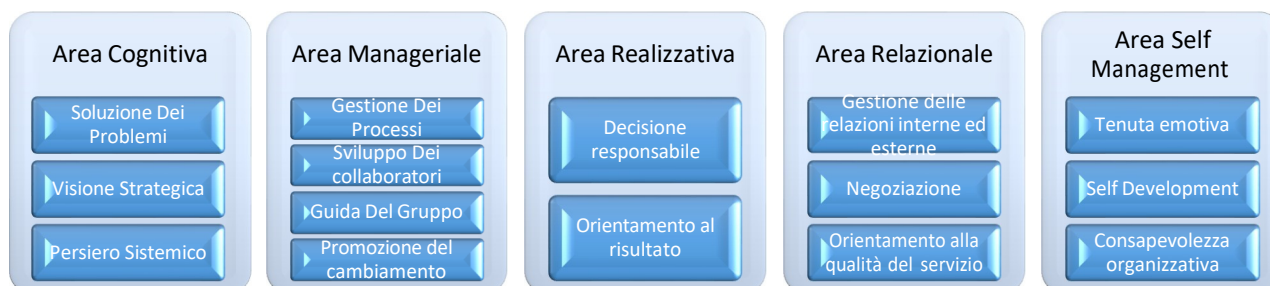 Area Cognitiva
Soluzione Dei
Problemi
Visione Strategica
Persiero Sistemico
Area Manageriale
Gestione Dei
Processi
Sviluppo Dei
collaboratori
Guida Del Gruppo
Promozione del
cambiamento
Area Realizzativa
Decisione
responsabile
Orientamento al
risultato
Area Relazionale
Gestione delle
relazioni interne ed
esterne
Negoziazione
Orientamento alla
qualità del servizio
Area Self
Management
Tenuta emotiva
Self Development
Consapevolezza
organizzativa